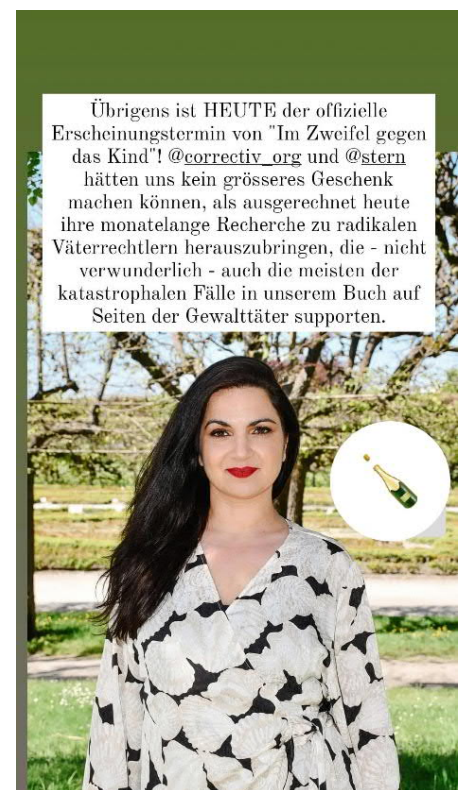 Übrigens ist HEUTE der offizielle
Erscheinungstermin von "Im Zweifel gegen
das Kind"! @correctiv_org und @stern
hätten uns kein grösseres Geschenk
machen können, als ausgerechnet heute
ihre monatelange Recherche zu radikalen
Väterrechtlern herauszubringen, die - nicht
verwunderlich - auch die meisten der
katastrophalen Fälle in unserem Buch auf
Seiten der Gewalttäter supporten.